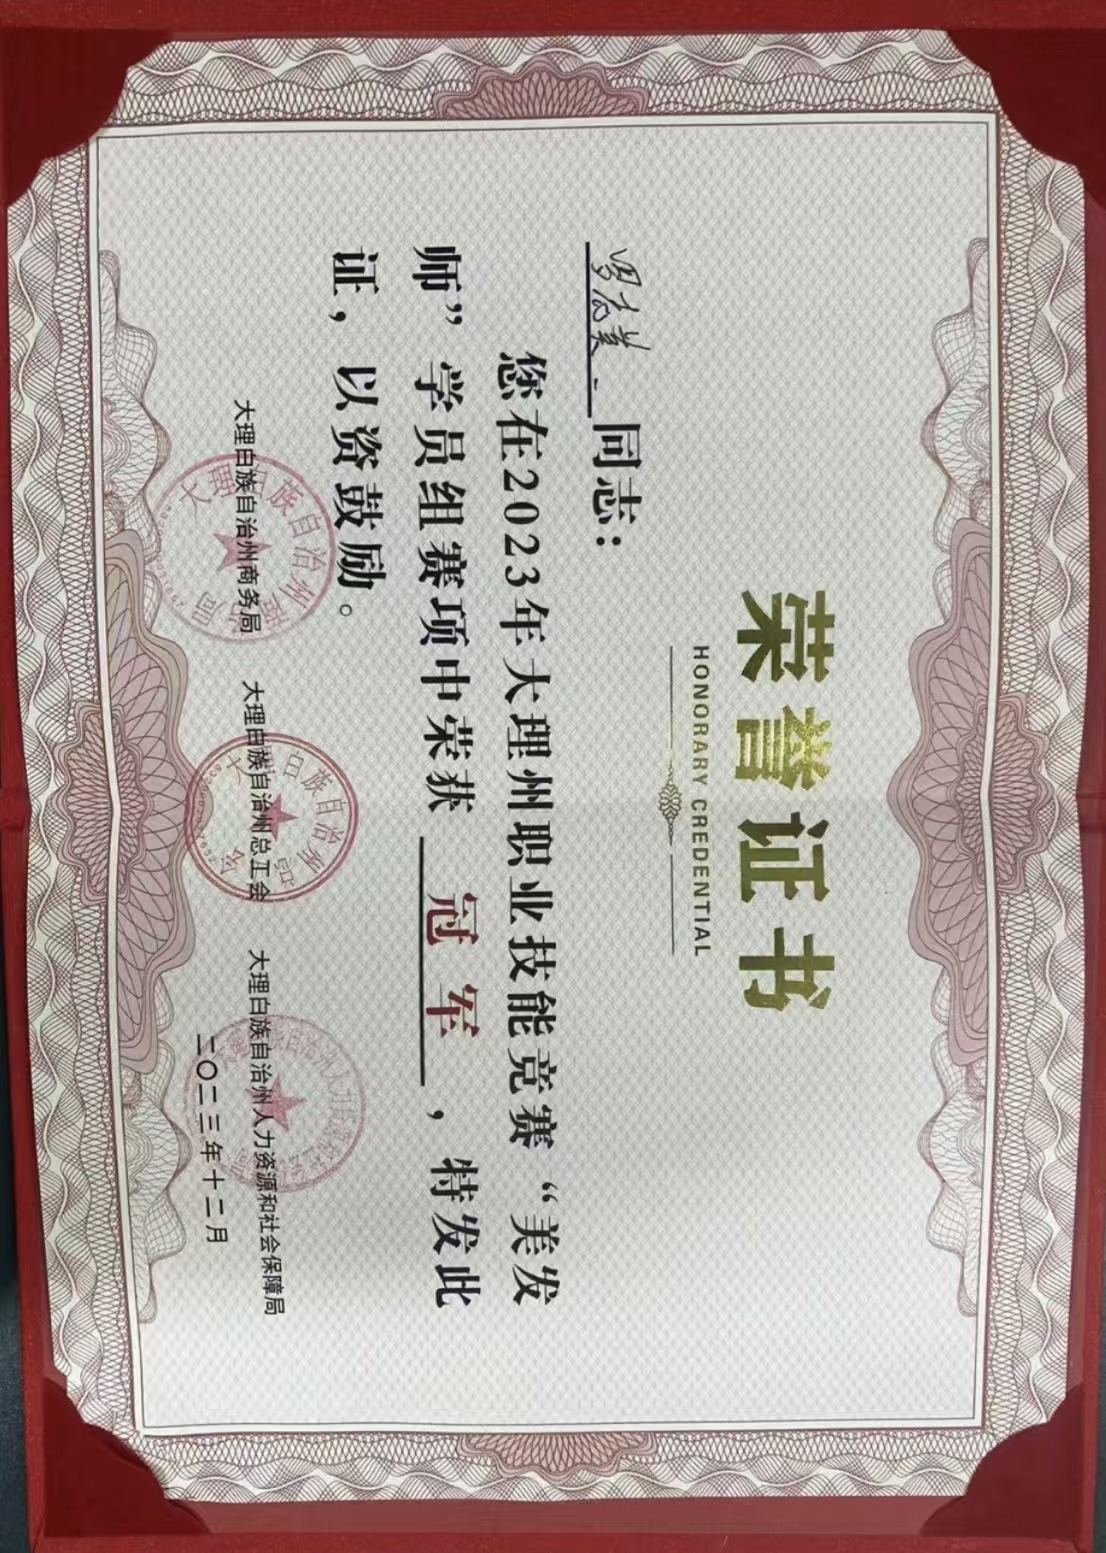 荣誉证书
HONORARY CREDENTIAL
同志：
您在2023年大理州职业技能竞赛“美发
师”学员组赛项中荣获 冠军 ，特发此
证，以资鼓励。
大理白族自治州商务局 大理白族自治州总工会 大理白族自治州人力资源和社会保障局
二〇二三年十二月